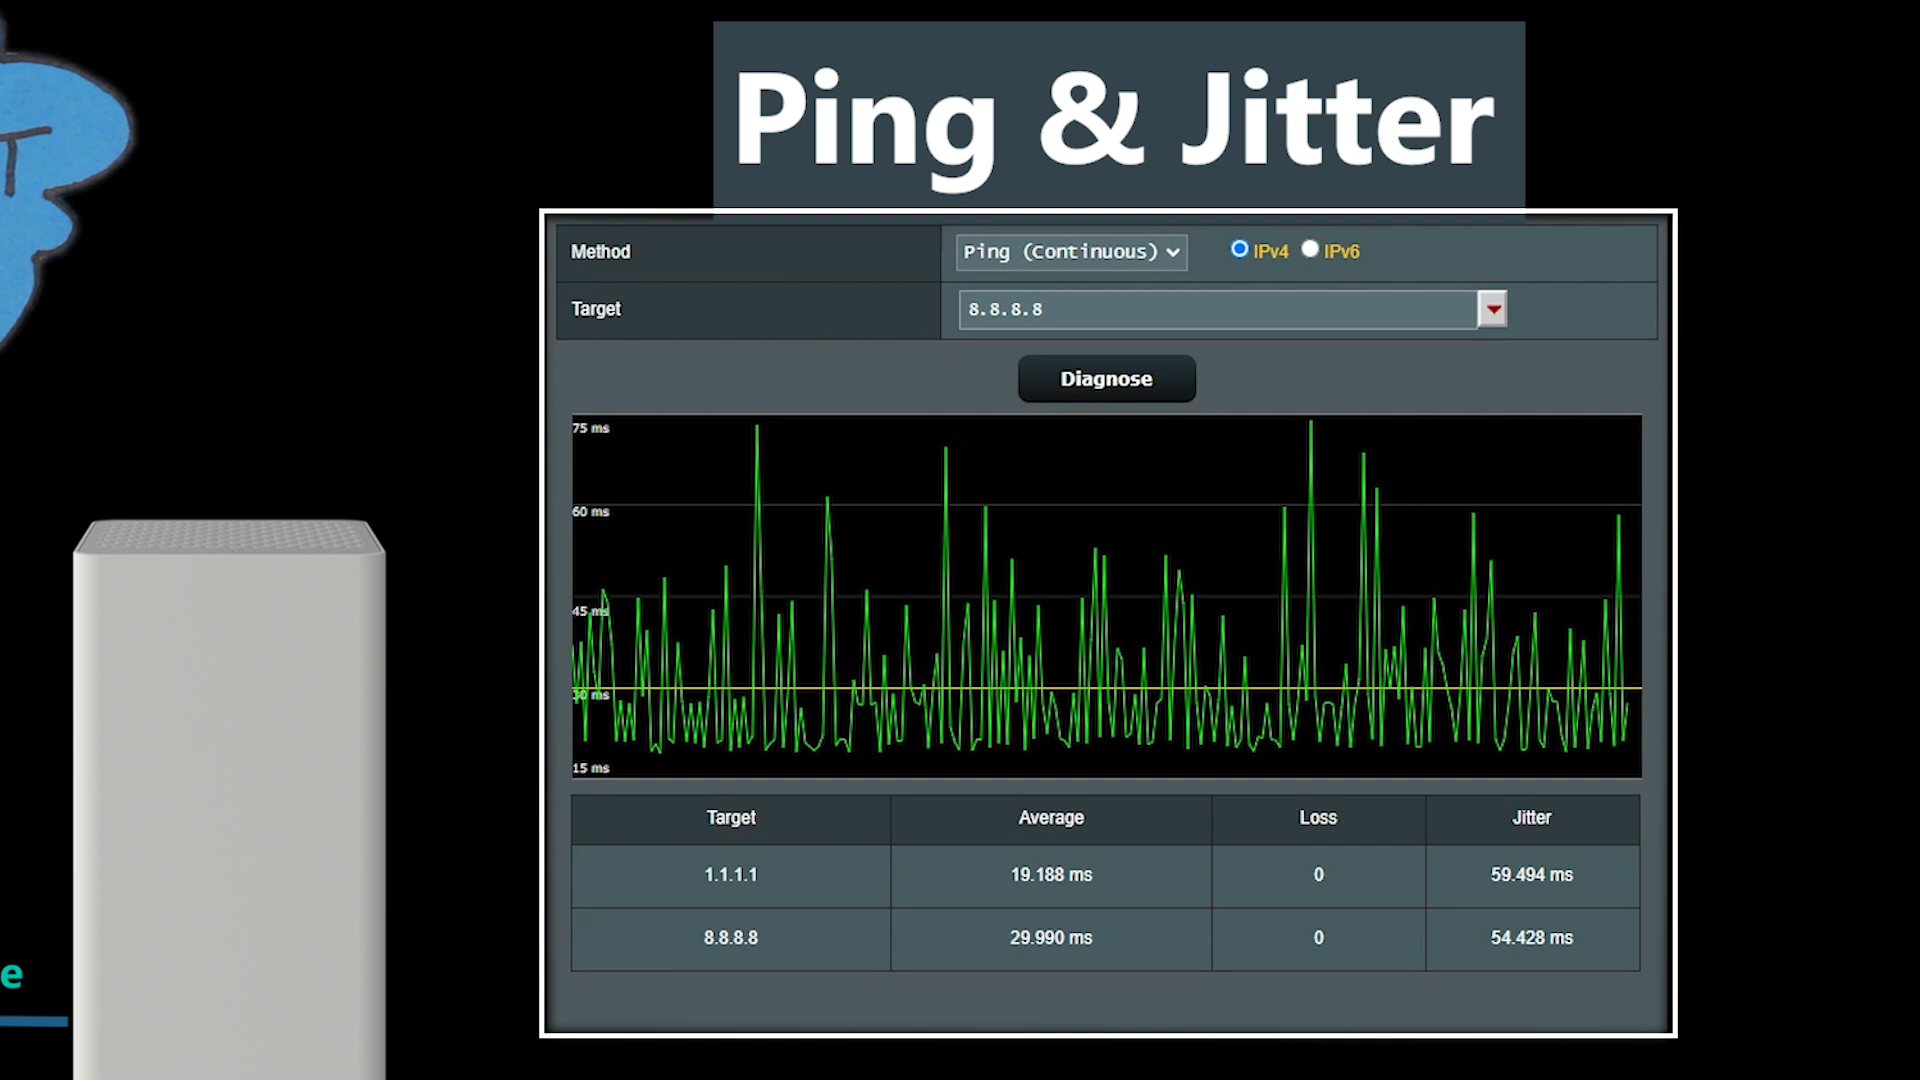 Ping & Jitter
Method
Ping (Continuous)
IPv4
IPv6
Target
8.8.8.8
Diagnose
75 ms
60 ms
45 ms
30 ms
15 ms
Target Average Loss Jitter
1.1.1.1 19.188 ms 0 59.494 ms
8.8.8.8 29.990 ms 0 54.428 ms
T
e